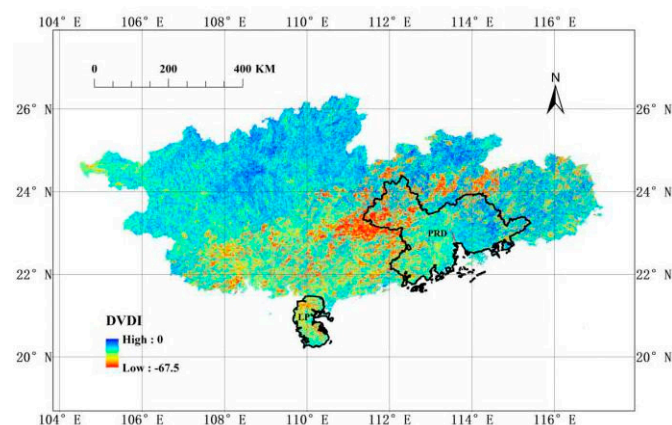 104° E 106° E 108° E 110° E 112° E 114° E 116° E
0 200 400 KM
N
26° N 26° N
24° N 24° N
PRD
22° N 22° N
LP
DVDI
High : 0
Low : -67.5
20° N 20° N
104° E 106° E 108° E 110° E 112° E 114° E 116° E